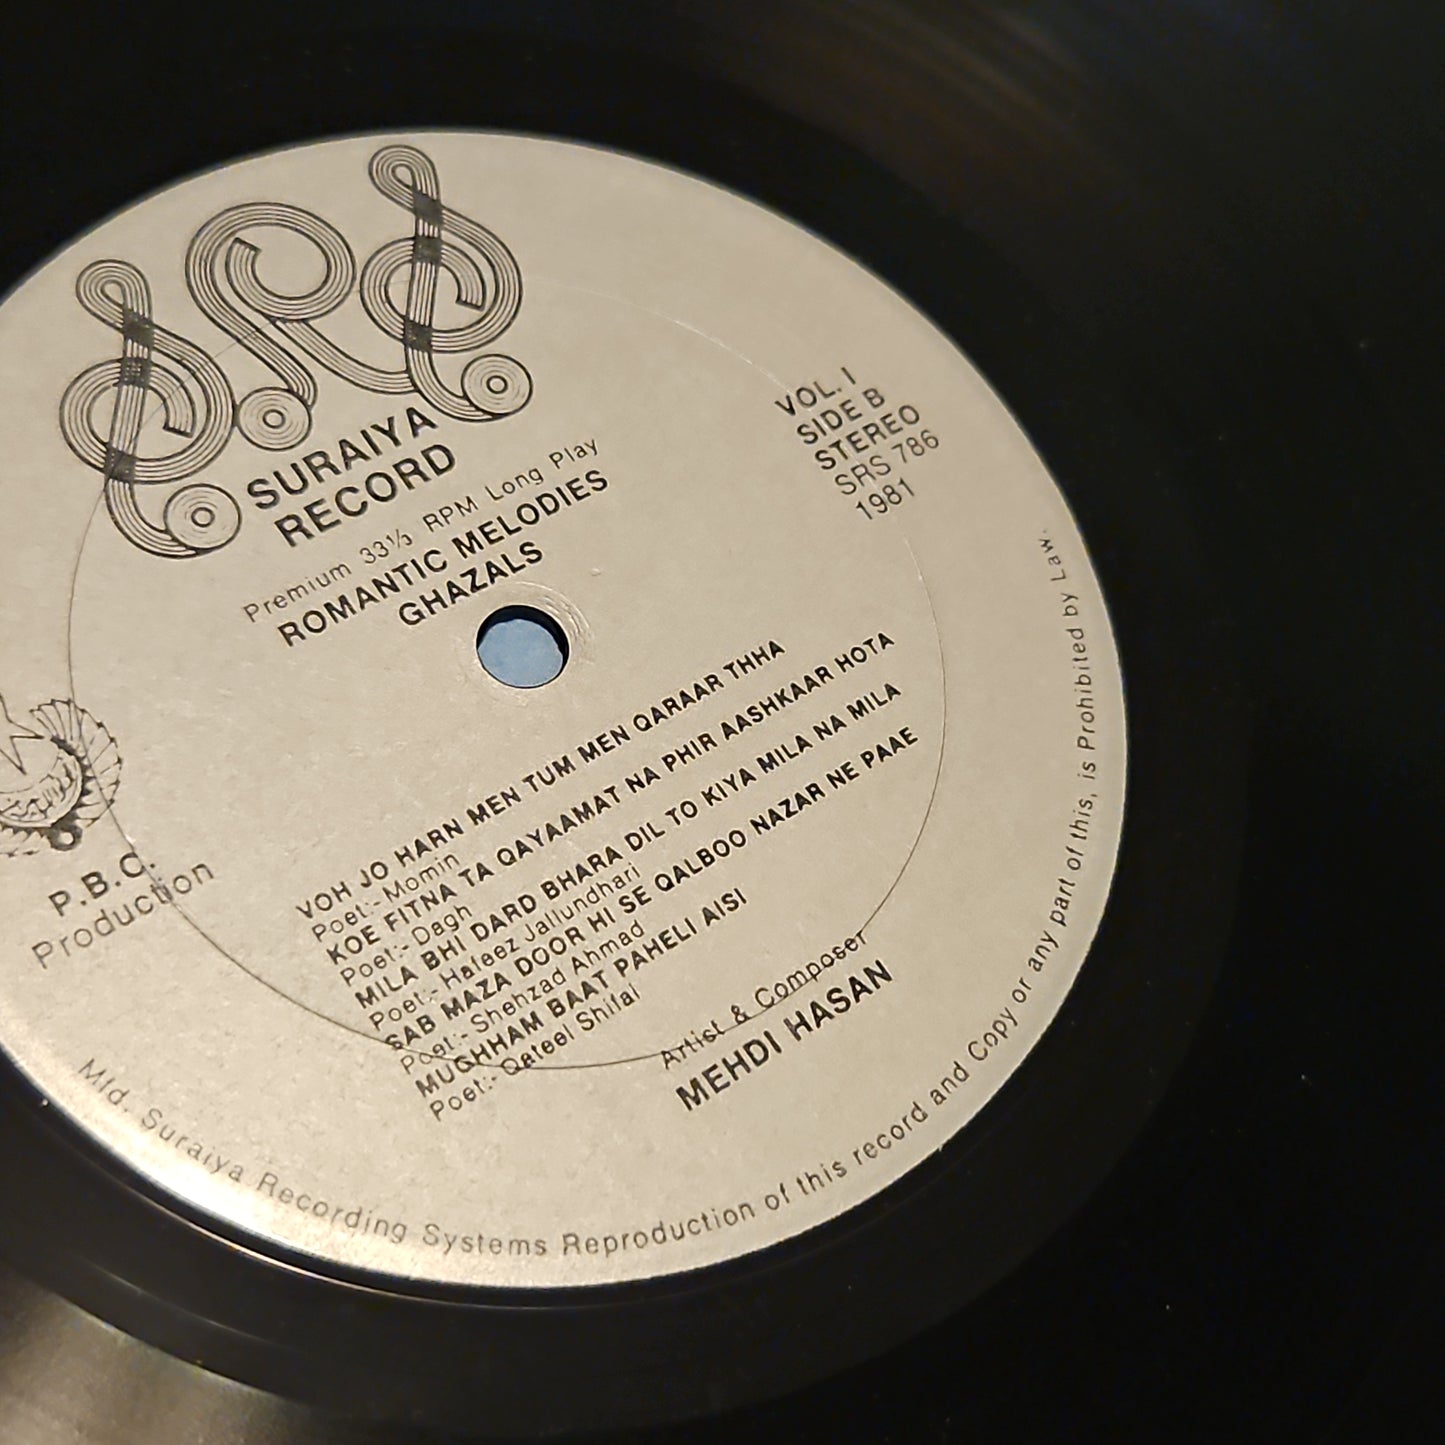 SURAIYA
RECORD
Premium 33⅓ RPM Long Play
ROMANTIC MELODIES
GHAZALS
VOL. I
SIDE B
STEREO
SRS 786
1981
P.B.C.
Production
VOH JO HARN MEN TUM MEN QARAAR THHA
Poet:- Momin
KOE FITNA TA QAYAAMAT NA PHIR AASHKAAR HOTA
Poet:- Dagh
MILA BHI DARD BHARA DIL TO KIYA MILA NA MILA
Poet:- Hafeez Jallundhari
SAB MAZA DOOR HI SE QALBOO NAZAR NE PAAE
Poet:- Shehzad Ahmad
MUGHHAM BAAT PAHELI AISI
Poet:- Qateel Shifai
Artist & Composer
MEHDI HASAN
Mfd. Suraiya Recording Systems Reproduction of this record and Copy or any part of this, is Prohibited by Law.